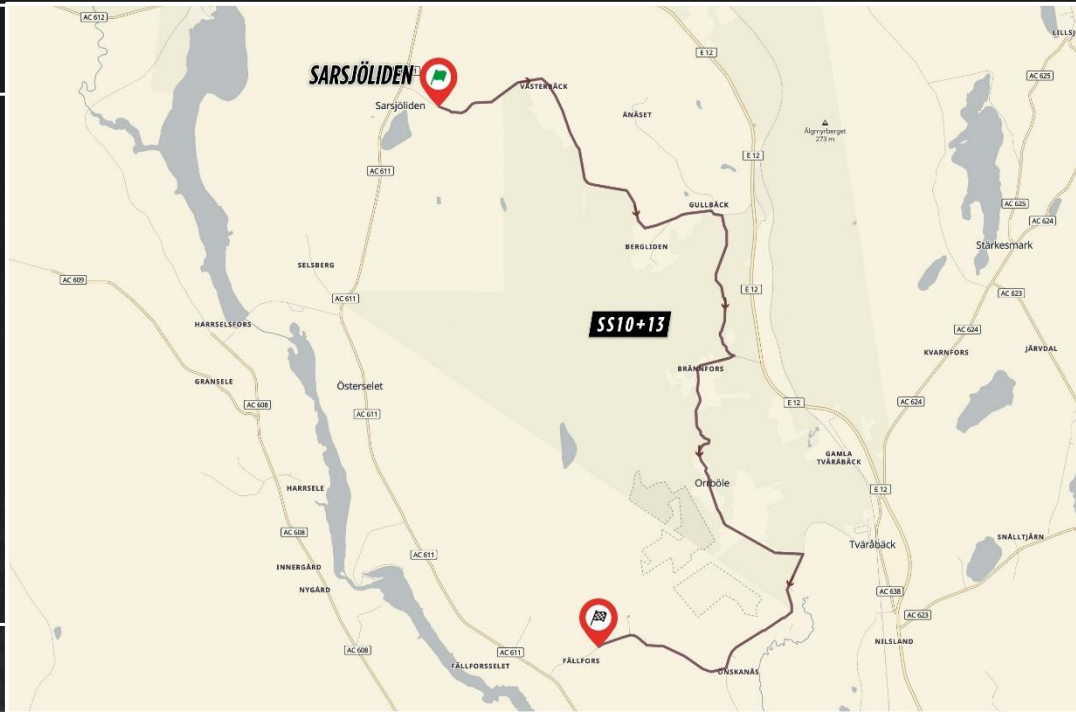 AC 612
SARSJÖLIDEN
Sarsjöliden
VÄSTERBÄCK
E 12
AC 625
ÄNÄSET
Älgmyrberget
273 m
E 12
AC 611
GULLBÄCK
AC 625
AC 624
BERGLIDEN
Stärkesmark
SELSBERG
AC 609
AC 611
E 12
AC 623
HARRSELSFORS
SS10+13
AC 624
KVARNFORS
JÄRVDAL
BRÄNNFORS
GRANSELE
Österselet
AC 608
AC 611
E 12
AC 624
GAMLA
TVÄRÅBÄCK
HARRSELE
Orrböle
E 12
AC 608
SNÅLLTJÄRN
Tväråbäck
AC 611
INNERGÅRD
NYGÅRD
AC 638
AC 623
NILSLAND
AC 608
AC 611
FÄLLFORSSELET
FÄLLFORS
ÖNSKANÄS